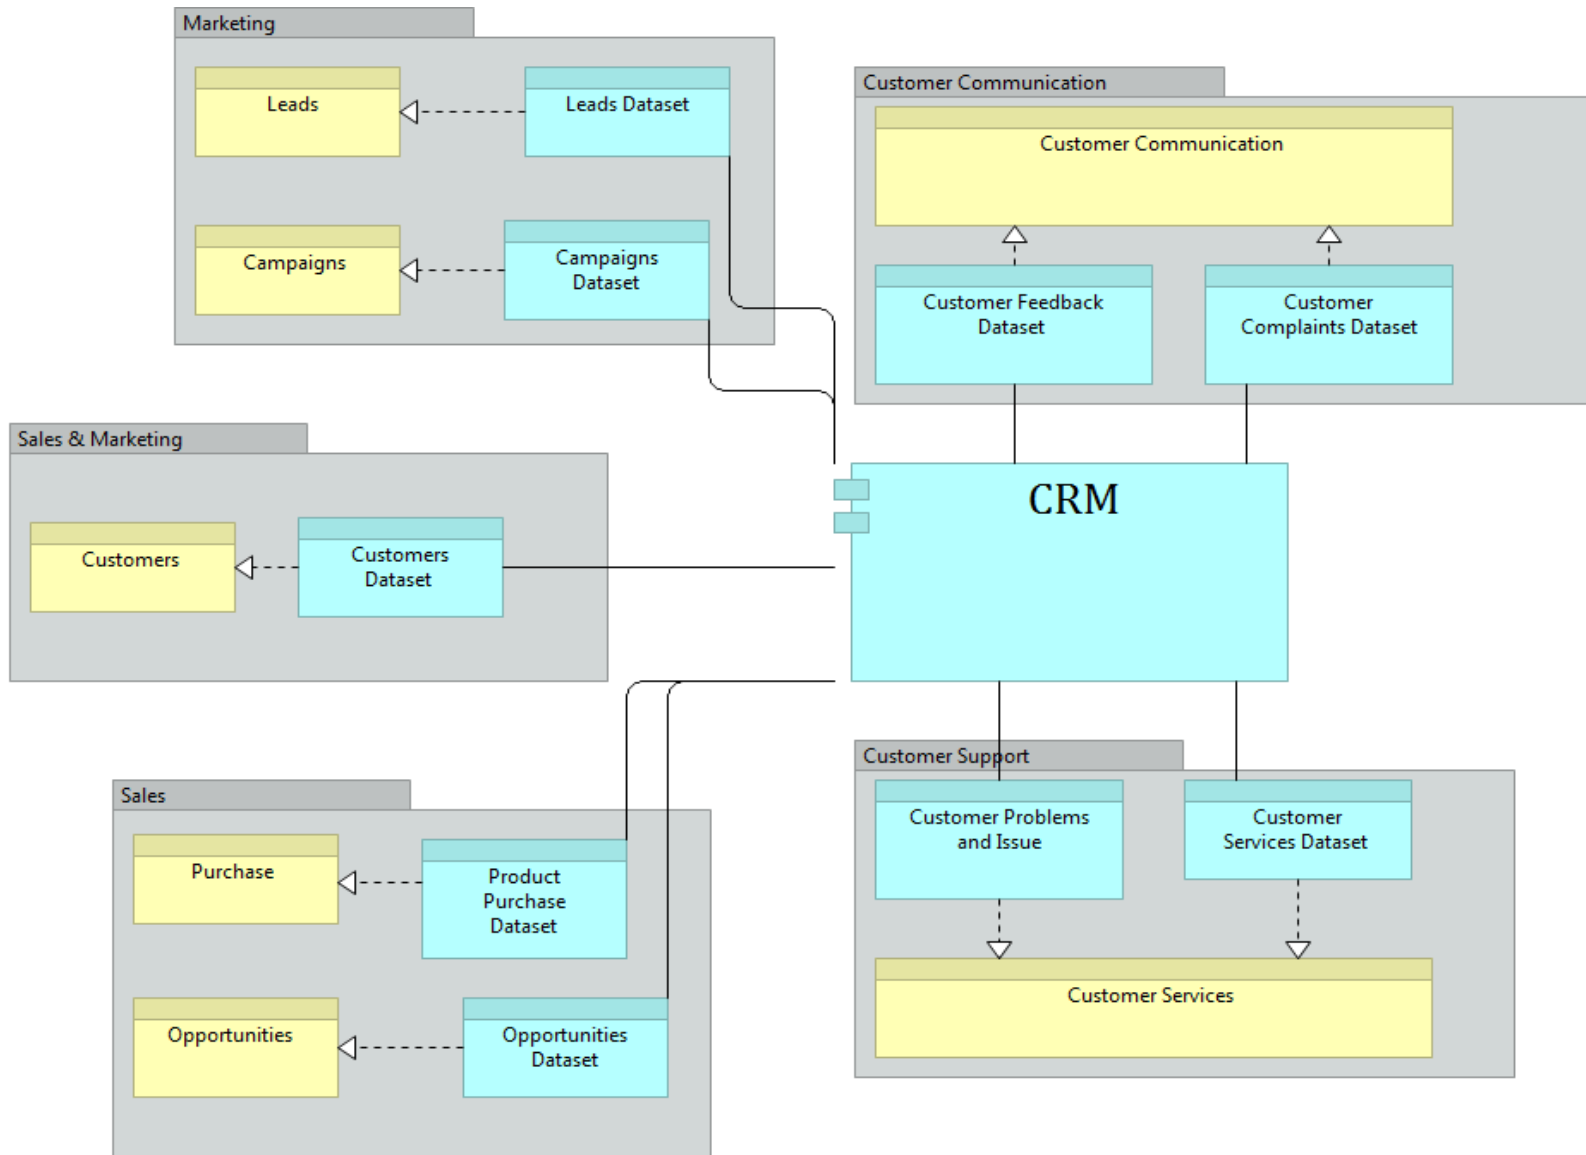 Marketing
Leads
Leads Dataset
Campaigns
Campaigns
Dataset
Customer Communication
Customer Communication
Customer Feedback
Dataset
Customer
Complaints Dataset
Sales & Marketing
Customers
Customers
Dataset
CRM
Sales
Purchase
Product
Purchase
Dataset
Opportunities
Opportunities
Dataset
Customer Support
Customer Problems
and Issue
Customer
Services Dataset
Customer Services